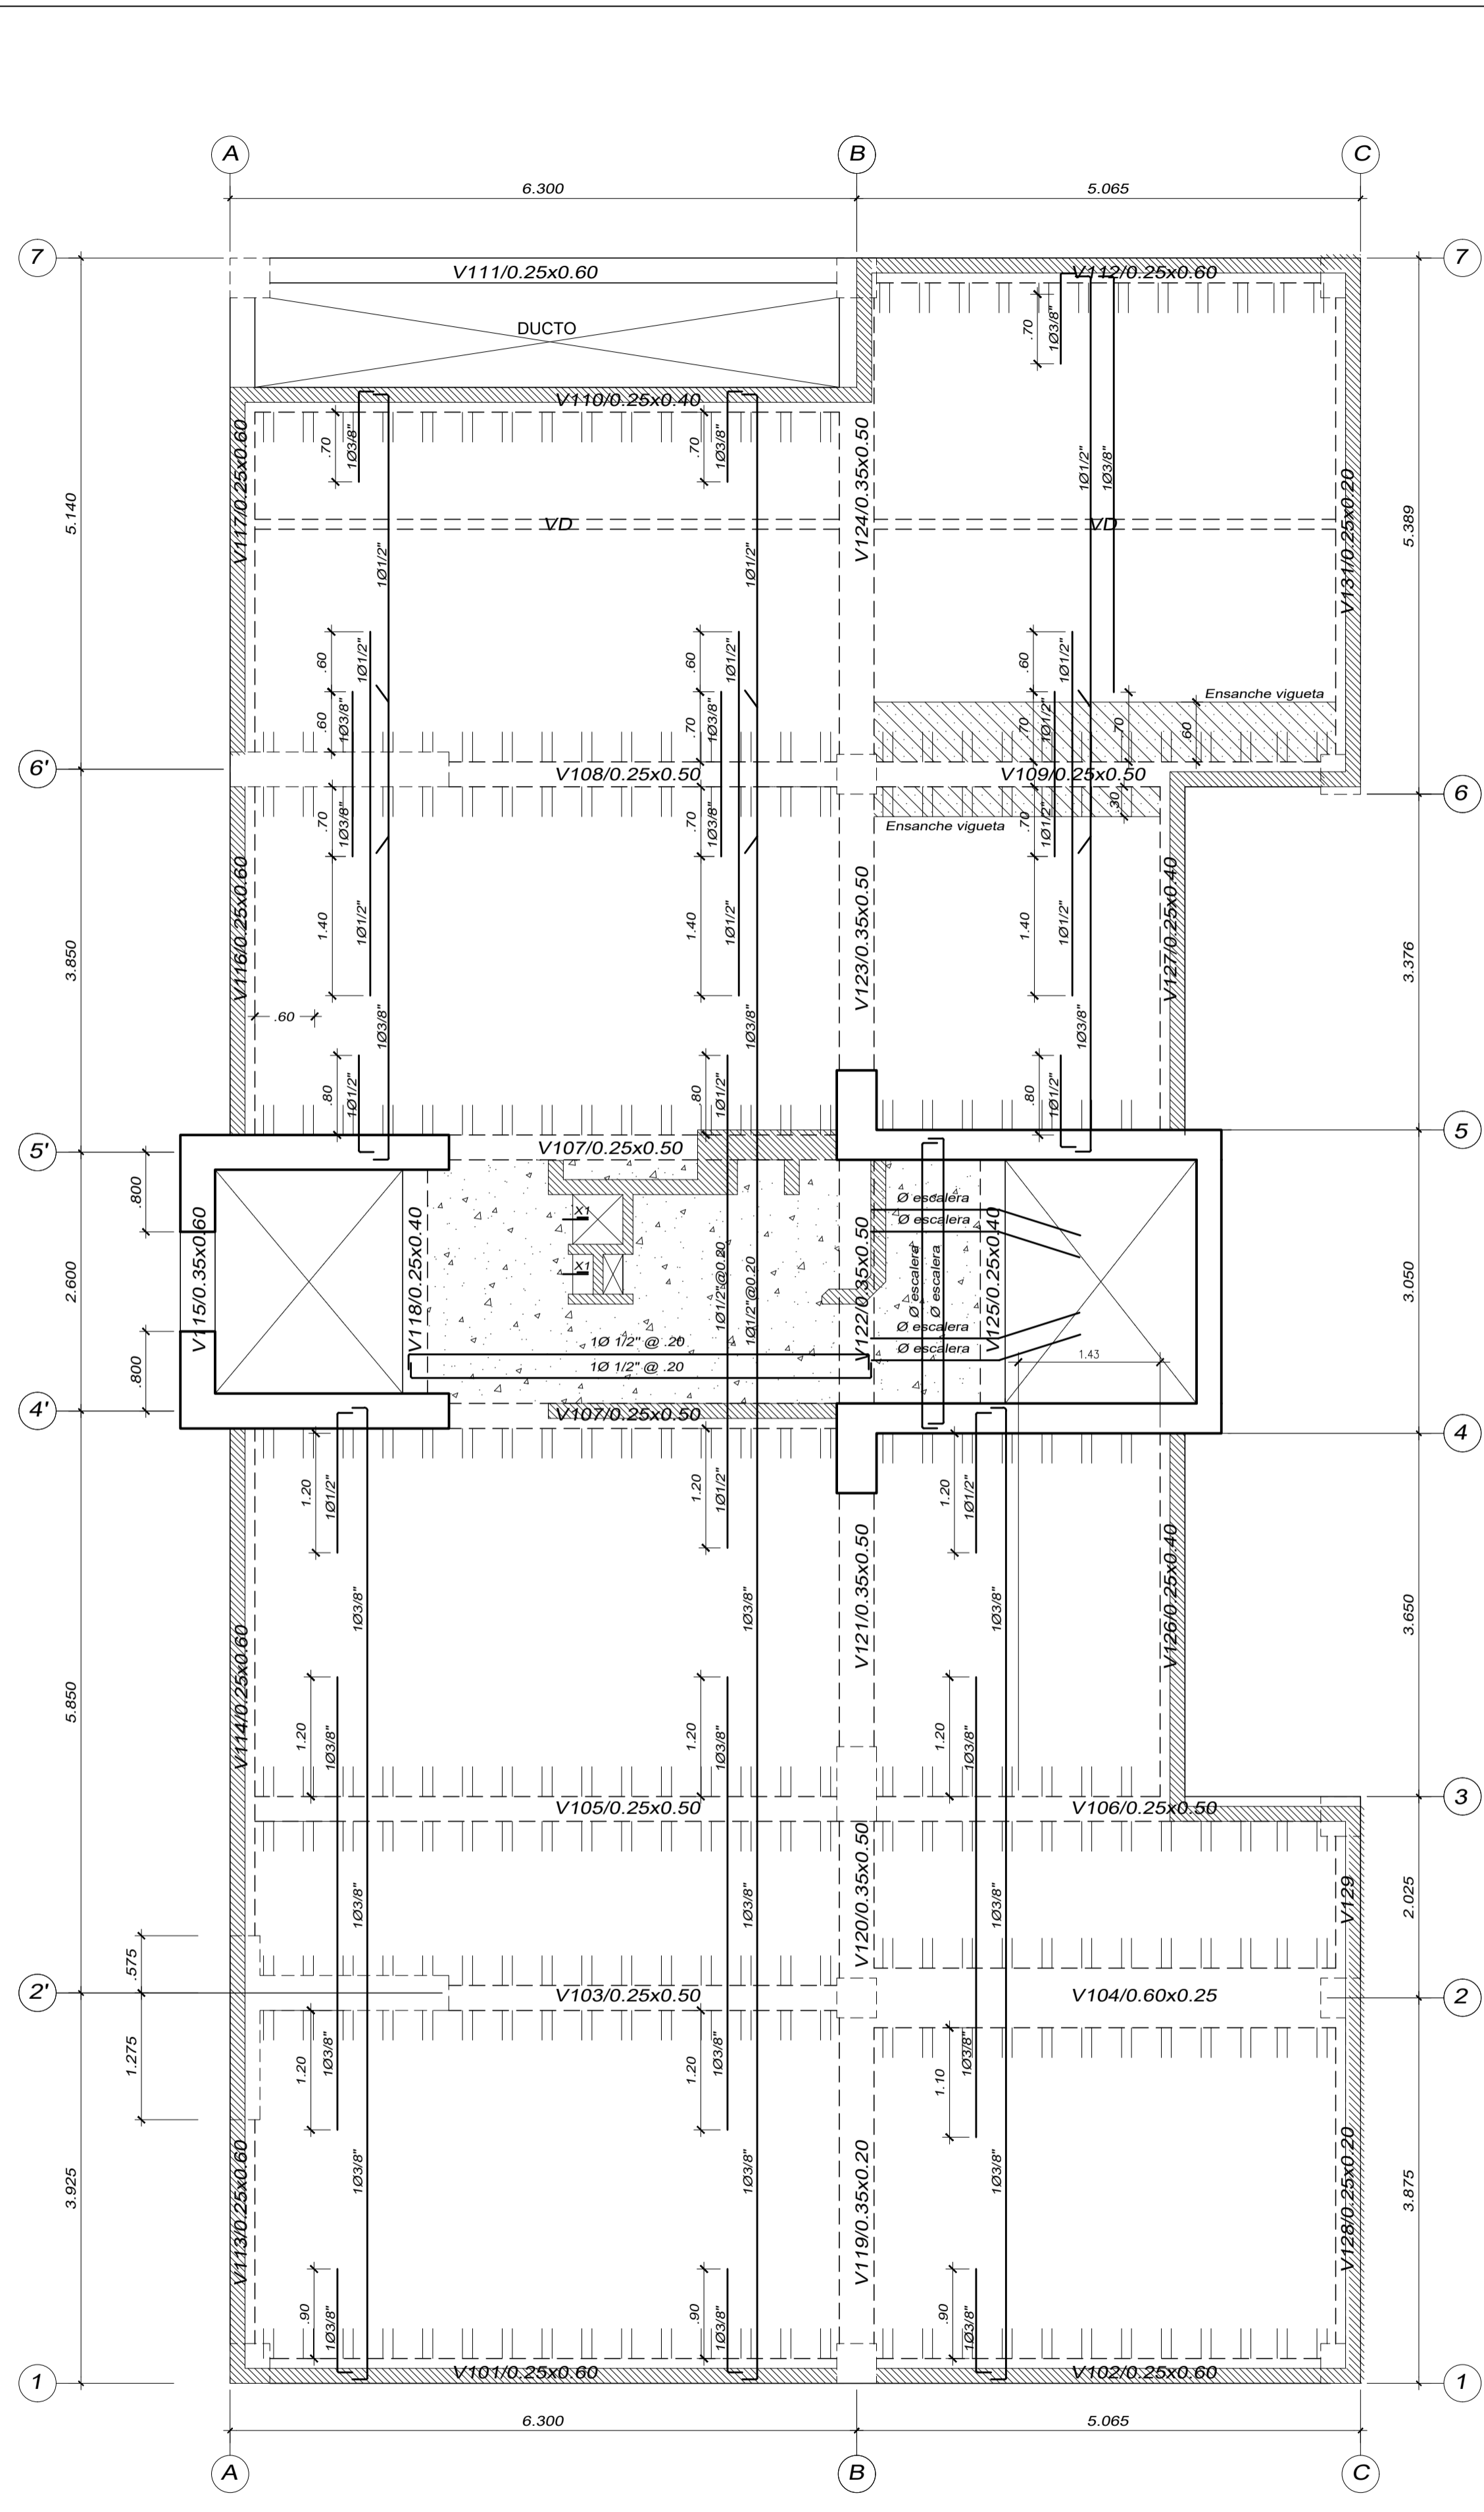 A
B
C
6.300
5.065
7
7
V111/0.25x0.60
V112/0.25x0.60
DUCTO
.70
1Ø3/8"
V110/0.25x0.40
.70
1Ø3/8"
.70
1Ø3/8"
V117/0.25x0.60
V124/0.35x0.50
1Ø1/2"
1Ø3/8"
V131/0.25x0.20
5.140
5.389
VD
VD
1Ø1/2"
1Ø1/2"
.60
1Ø1/2"
.60
1Ø1/2"
.60
1Ø1/2"
Ensanche vigueta
.60
1Ø3/8"
.70
1Ø3/8"
.70
1Ø1/2"
.70
.60
6'
V108/0.25x0.50
V109/0.25x0.50
6
.70
1Ø3/8"
.70
1Ø3/8"
.70
1Ø1/2"
.30
Ensanche vigueta
V116/0.25x0.60
V123/0.35x0.50
V127/0.25x0.40
1.40
1Ø1/2"
1.40
1Ø1/2"
1.40
1Ø1/2"
3.850
3.376
.60
1Ø3/8"
1Ø3/8"
1Ø3/8"
.80
1Ø1/2"
.80
1Ø1/2"
.80
1Ø1/2"
5'
V107/0.25x0.50
5
.800
X1
Ø escalera
Ø escalera
V115/0.35x0.60
V118/0.25x0.40
X1
1Ø1/2"@0.20
1Ø1/2"@0.20
V122/0.35x0.50
Ø escalera
Ø escalera
V125/0.25x0.40
2.600
3.050
Ø escalera
Ø escalera
1Ø 1/2" @ .20
1Ø 1/2" @ .20
1.43
.800
4'
V107/0.25x0.50
4
1.20
1Ø1/2"
1.20
1Ø1/2"
1.20
1Ø1/2"
V121/0.35x0.50
V126/0.25x0.40
1Ø3/8"
1Ø3/8"
1Ø3/8"
3.650
V114/0.25x0.60
5.850
1.20
1Ø3/8"
1.20
1Ø3/8"
1.20
1Ø3/8"
V105/0.25x0.50
V106/0.25x0.50
3
V120/0.35x0.50
V129
1Ø3/8"
1Ø3/8"
1Ø3/8"
2.025
.575
2'
V103/0.25x0.50
V104/0.60x0.25
2
1.275
1.20
1Ø3/8"
1.20
1Ø3/8"
1.10
1Ø3/8"
V113/0.25x0.60
1Ø3/8"
1Ø3/8"
V119/0.35x0.20
1Ø3/8"
V128/0.25x0.20
3.925
3.875
.90
1Ø3/8"
.90
1Ø3/8"
.90
1Ø3/8"
1
V101/0.25x0.60
V102/0.25x0.60
1
6.300
5.065
A
B
C